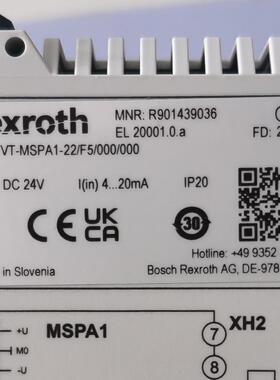 exroth
MNR: R901439036
EL 20001.0.a
FD: 2
VT-MSPA1-22/F5/000/000
DC 24V
I(in) 4...20mA
IP20
CE UK CA
30
Hotline: +49 9352
in Slovenia
Bosch Rexroth AG, DE-978
MSPA1
XH2
+U
M0
-U
7
8